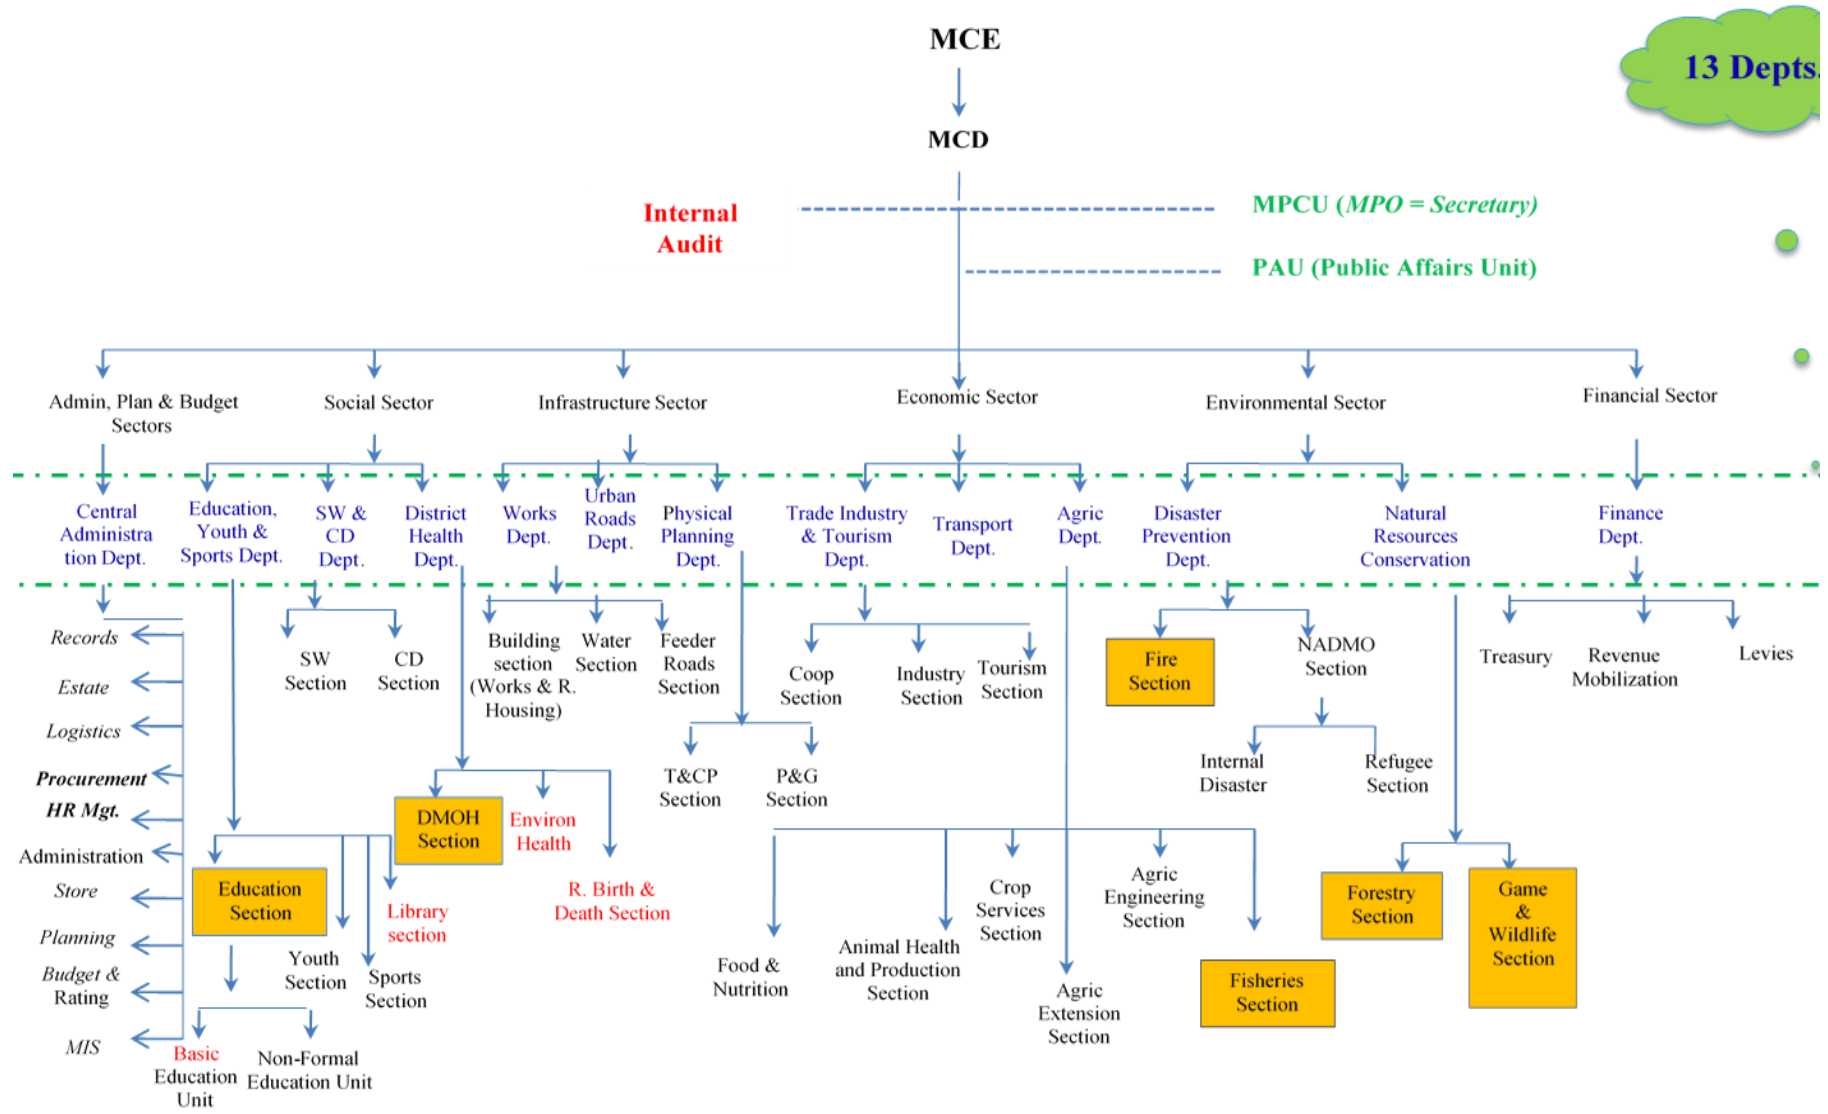 MCE
13 Depts.
MCD
Internal
Audit
MPCU (MPO = Secretary)
PAU (Public Affairs Unit)
Admin, Plan & Budget
Sectors
Social Sector
Infrastructure Sector
Economic Sector
Environmental Sector
Financial Sector
Central
Administra
tion Dept.
Education,
Youth &
Sports Dept.
SW &
CD
Dept.
District
Health
Dept.
Works
Dept.
Urban
Roads
Dept.
Physical
Planning
Dept.
Trade Industry
& Tourism
Dept.
Transport
Dept.
Agric
Dept.
Disaster
Prevention
Dept.
Natural
Resources
Conservation
Finance
Dept.
Records
Estate
Logistics
Procurement
HR Mgt.
Administration
Store
Planning
Budget &
Rating
MIS
SW
Section
CD
Section
Building
section
(Works & R.
Housing)
Water
Section
Feeder
Roads
Section
Coop
Section
Industry
Section
Tourism
Section
Fire
Section
NADMO
Section
Treasury
Revenue
Mobilization
Levies
Internal
Disaster
Refugee
Section
T&CP
Section
P&G
Section
DMOH
Section
Environ
Health
R. Birth &
Death Section
Education
Section
Youth
Section
Sports
Section
Library
section
Basic
Education
Unit
Non-Formal
Education Unit
Food &
Nutrition
Animal Health
and Production
Section
Crop
Services
Section
Agric
Extension
Section
Agric
Engineering
Section
Fisheries
Section
Forestry
Section
Game
&
Wildlife
Section